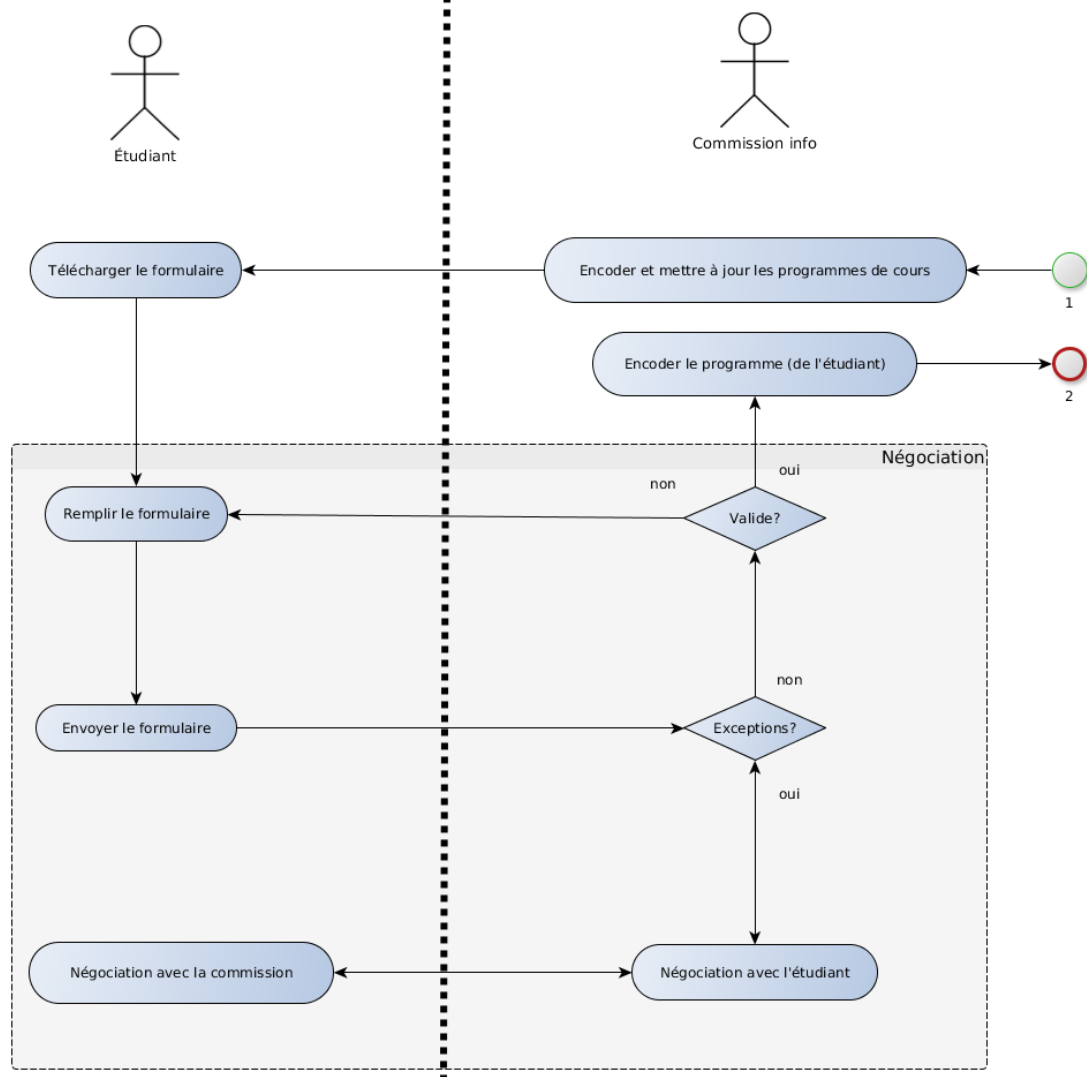 Étudiant
Commission info
Télécharger le formulaire
Encoder et mettre à jour les programmes de cours
1
Encoder le programme (de l'étudiant)
2
Négociation
oui
non
Remplir le formulaire
Valide?
non
Envoyer le formulaire
Exceptions?
oui
Négociation avec la commission
Négociation avec l'étudiant